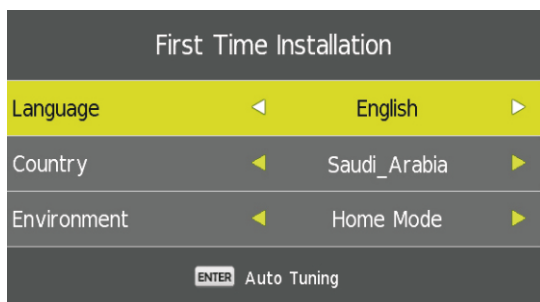 First Time Installation
Language English
Country Saudi_Arabia
Environment Home Mode
ENTER Auto Tuning